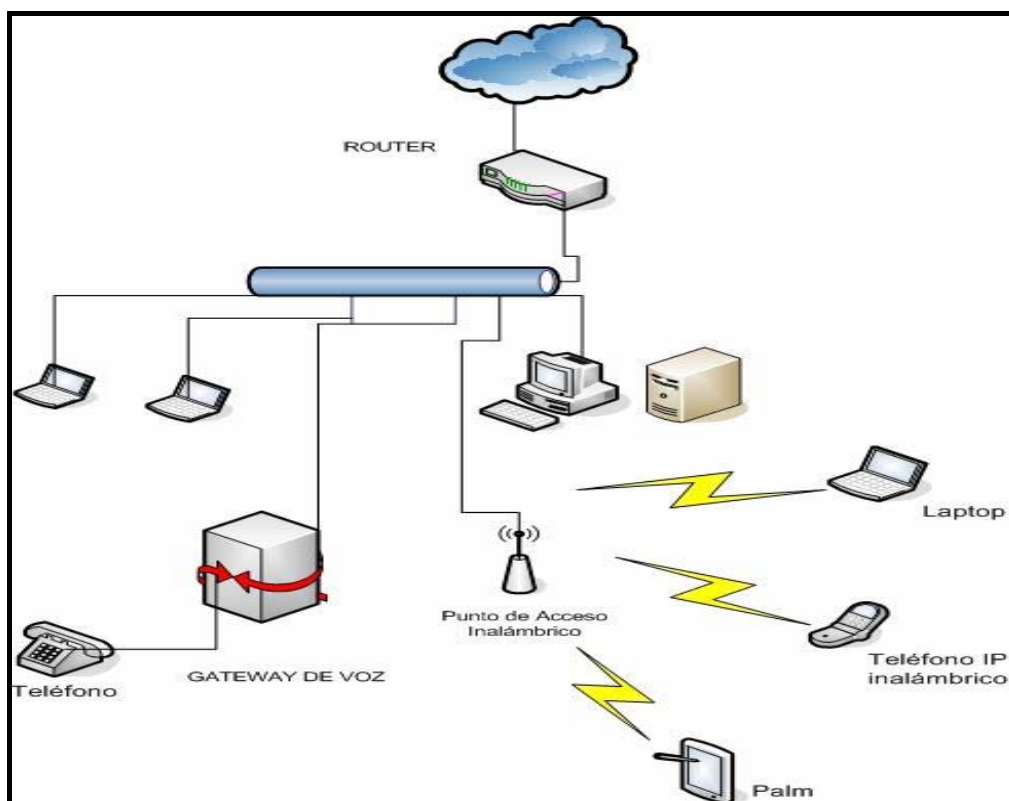 ROUTER
Laptop
Punto de Acceso
Inalámbrico
Teléfono IP
inalámbrico
GATEWAY DE VOZ
Teléfono
Palm